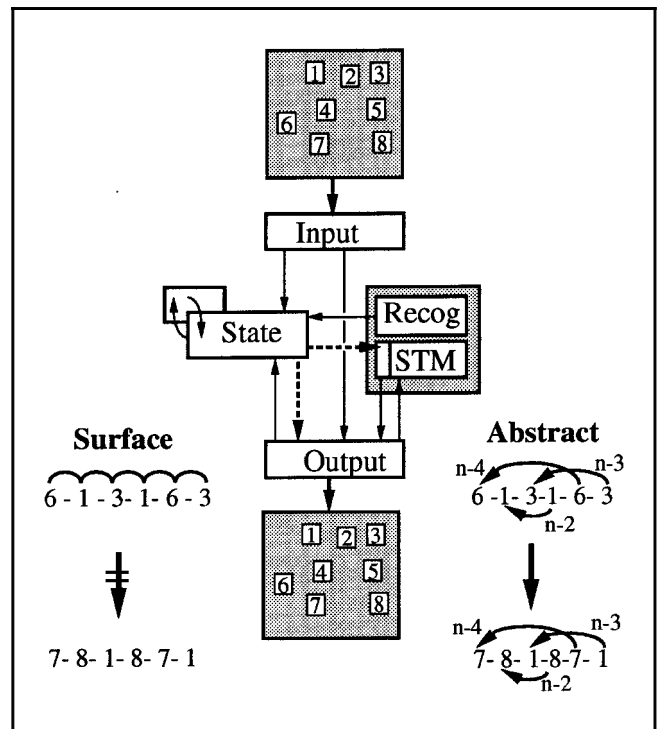 1 2 3
4 5
6
7 8
Input
Recog
State
STM
Surface
Abstract
Output
n-4 n-3
6 - 1 - 3 - 1 - 6 - 3
6 -1- 3-1- 6- 3
n-2
1 2 3
4 5
6
7 8
n-4 n-3
7- 8- 1- 8- 7- 1
7- 8- 1-8-7- 1
n-2